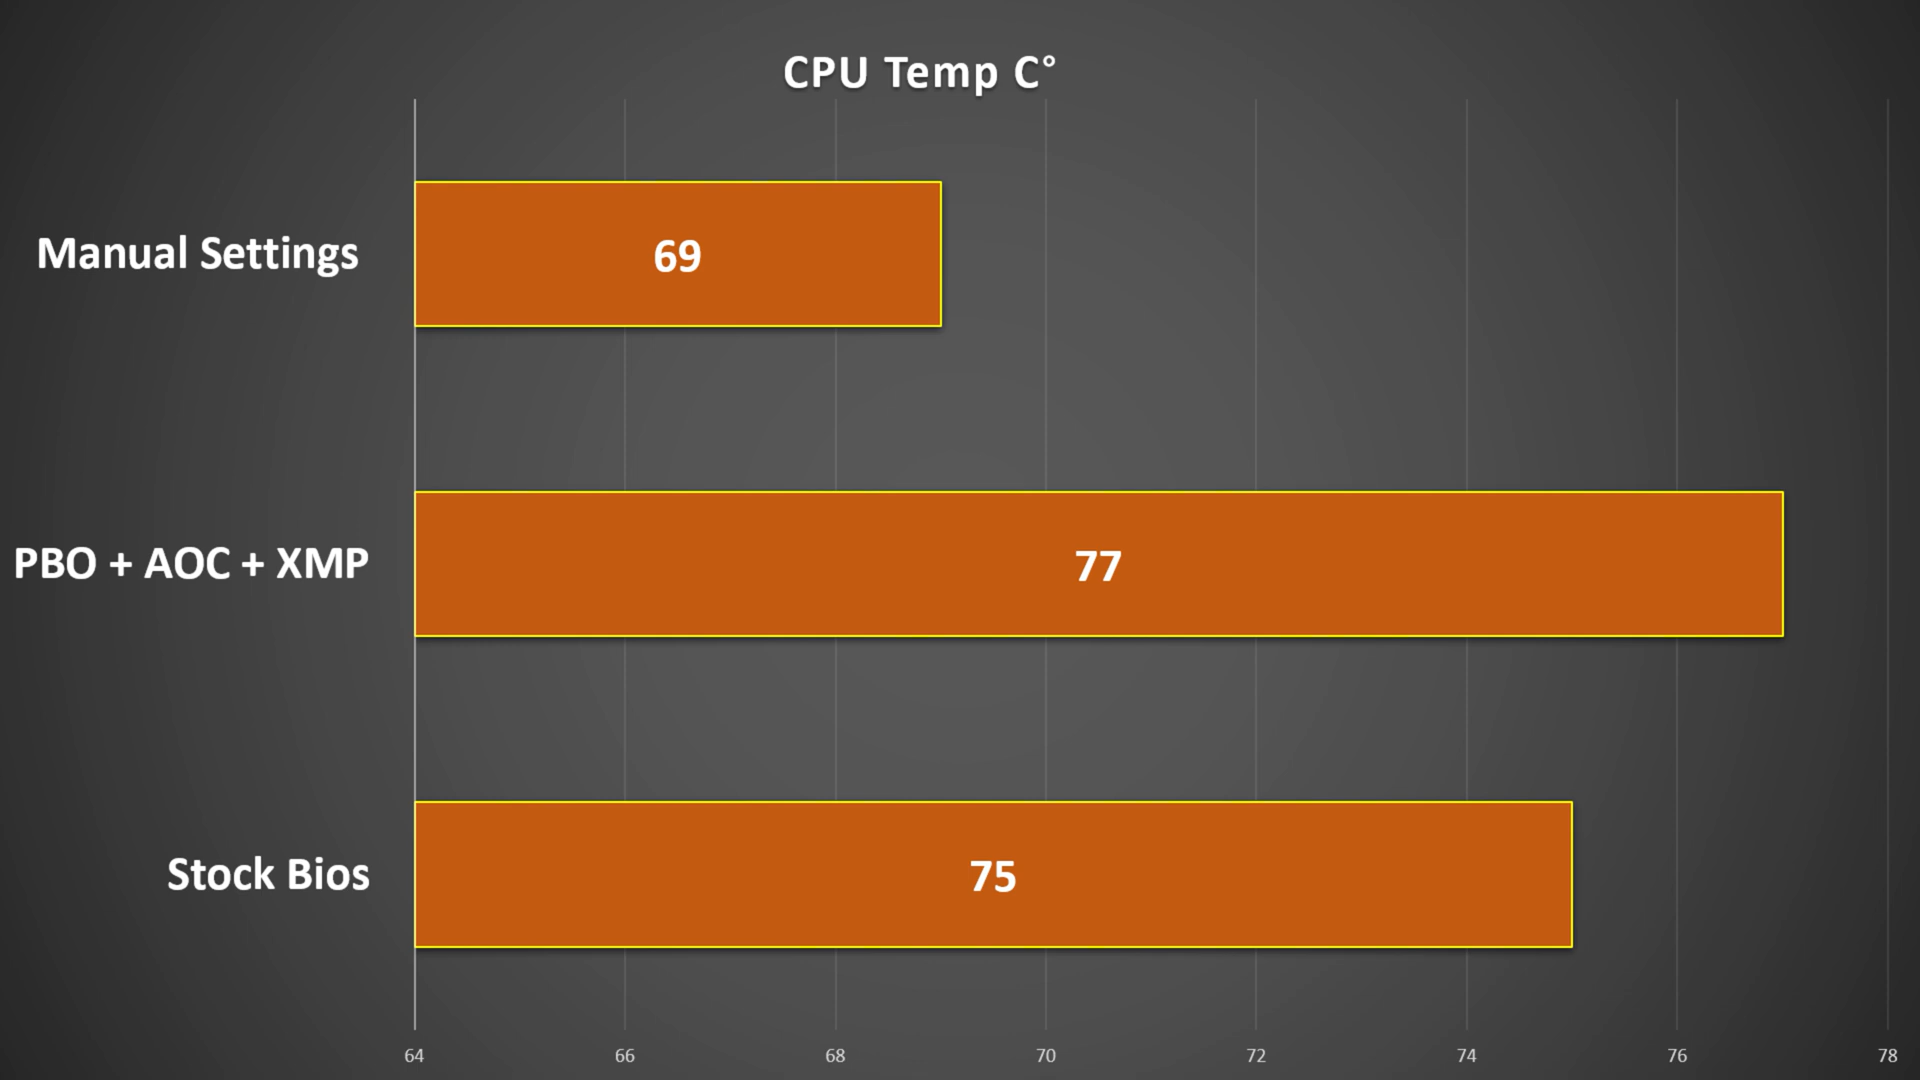 CPU Temp C°
Manual Settings
69
PBO + AOC + XMP
77
Stock Bios
75
64 66 68 70 72 74 76 78